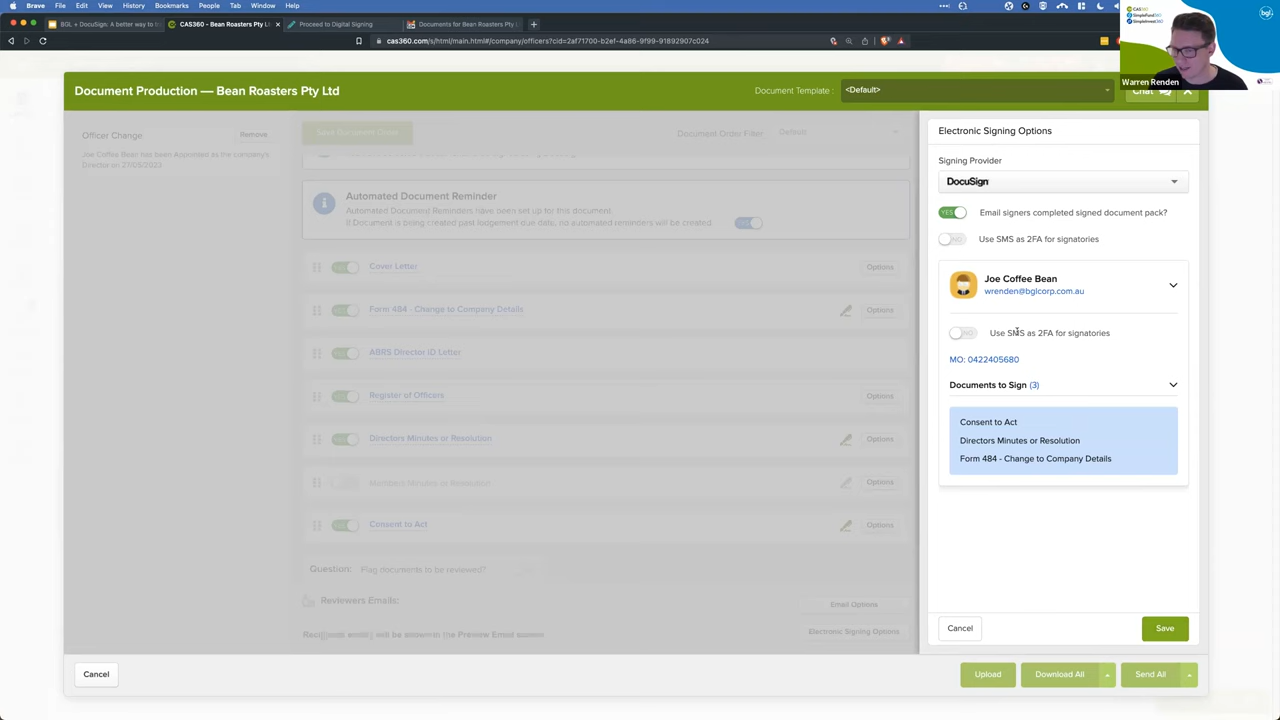 Brave File Edit View History Bookmarks People Tab Window Help
BGL + DocuSign: A better way to tr
CAS360 - Bean Roasters Pty Lt
Proceed to Digital Signing
Documents for Bean Roasters Pty L
cas360.com/s/html/main.html#/company/officers?cid=2af71700-b2ef-4a86-9f99-91892907c024
CAS360
SimpleFund360
SimpleInvest360
bgl
Warren Renden
Document Production — Bean Roasters Pty Ltd
Document Template :
<Default>
Chat
Officer Change
Remove
Joe Coffee Bean has been Appointed as the company's
Director on 27/05/2023
Save Document Order
Document Order Filter
Default
Automated Document Reminder
Automated Document Reminders have been set up for this document.
If Document is being created past lodgement due date, no automated reminders will be created.
Cover Letter
Options
Form 484 - Change to Company Details
Options
ABRS Director ID Letter
Options
Register of Officers
Options
Directors Minutes or Resolution
Options
Members Minutes or Resolution
Options
Consent to Act
Options
Question:
Flag documents to be reviewed?
Reviewers Emails:
Email Options
will be shown in the Preview Email
Electronic Signing Options
Cancel
Upload
Download All
Send All
Electronic Signing Options
Signing Provider
DocuSign
YES
Email signers completed signed document pack?
NO
Use SMS as 2FA for signatories
Joe Coffee Bean
wrenden@bglcorp.com.au
NO
Use SMS as 2FA for signatories
MO: 0422405680
Documents to Sign (3)
Consent to Act
Directors Minutes or Resolution
Form 484 - Change to Company Details
Cancel
Save